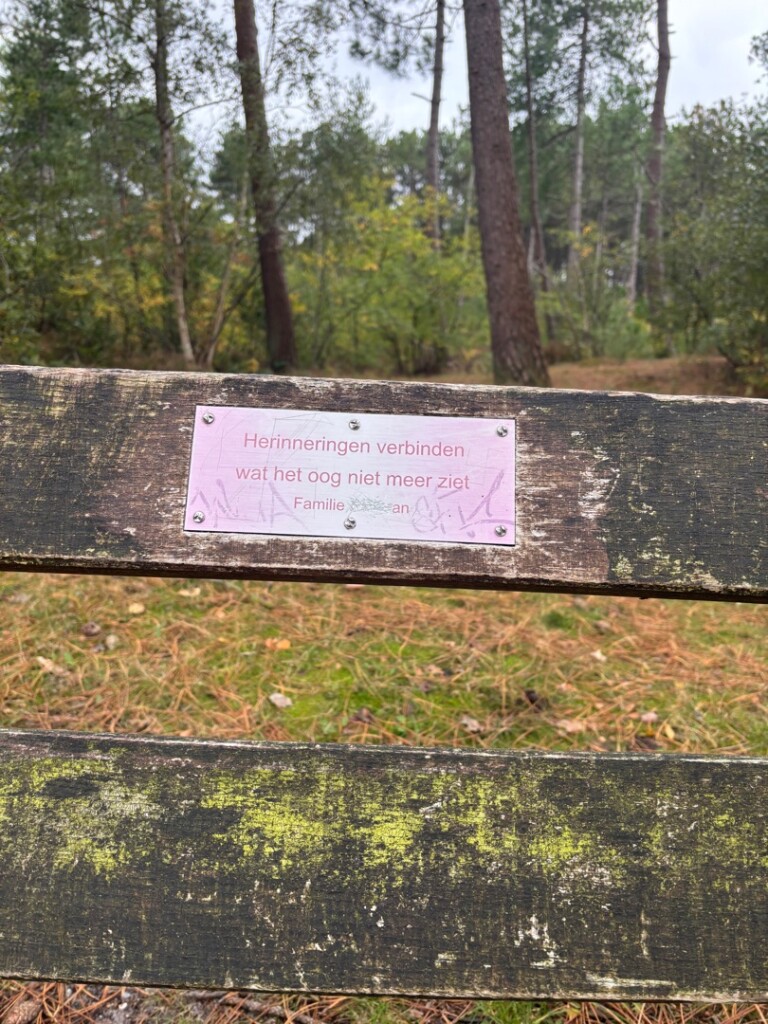 Herinneringen verbinden
wat het oog niet meer ziet
Familie